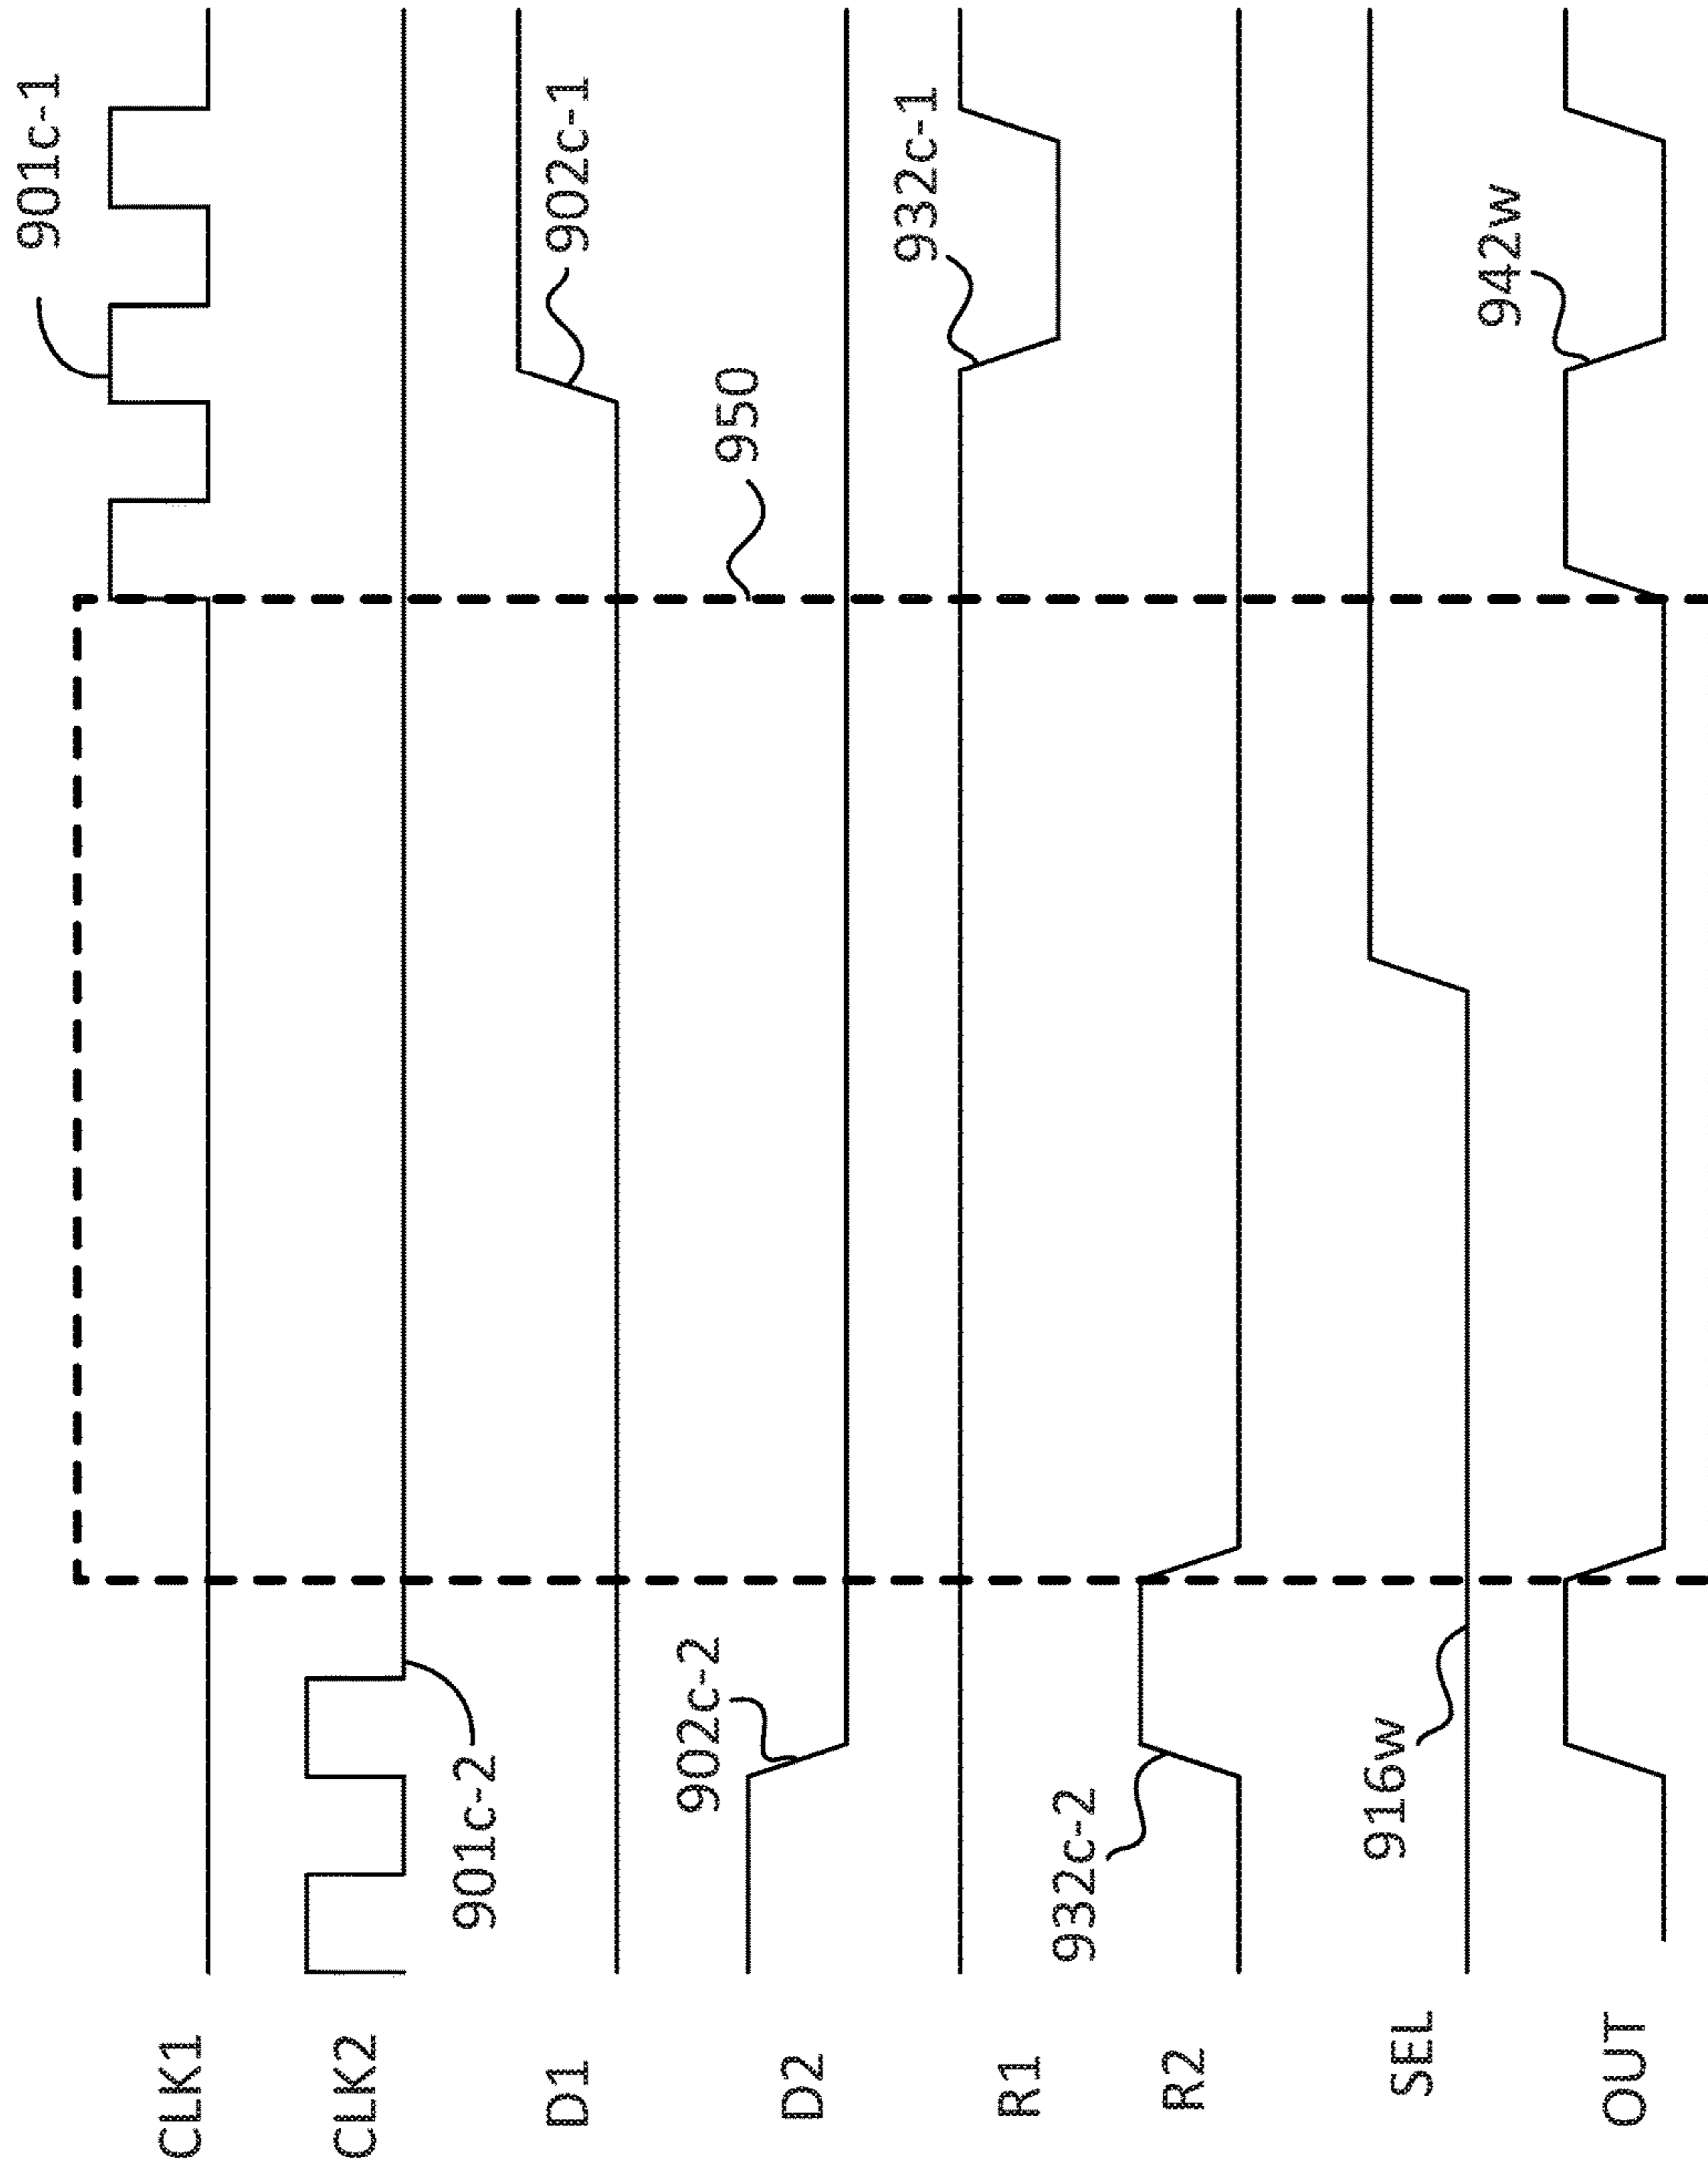 CLK1
901c-1
CLK2
901c-2
D1
902c-1
D2
902c-2
950
R1
932c-1
R2
932c-2
SEL
916w
OUT
942w